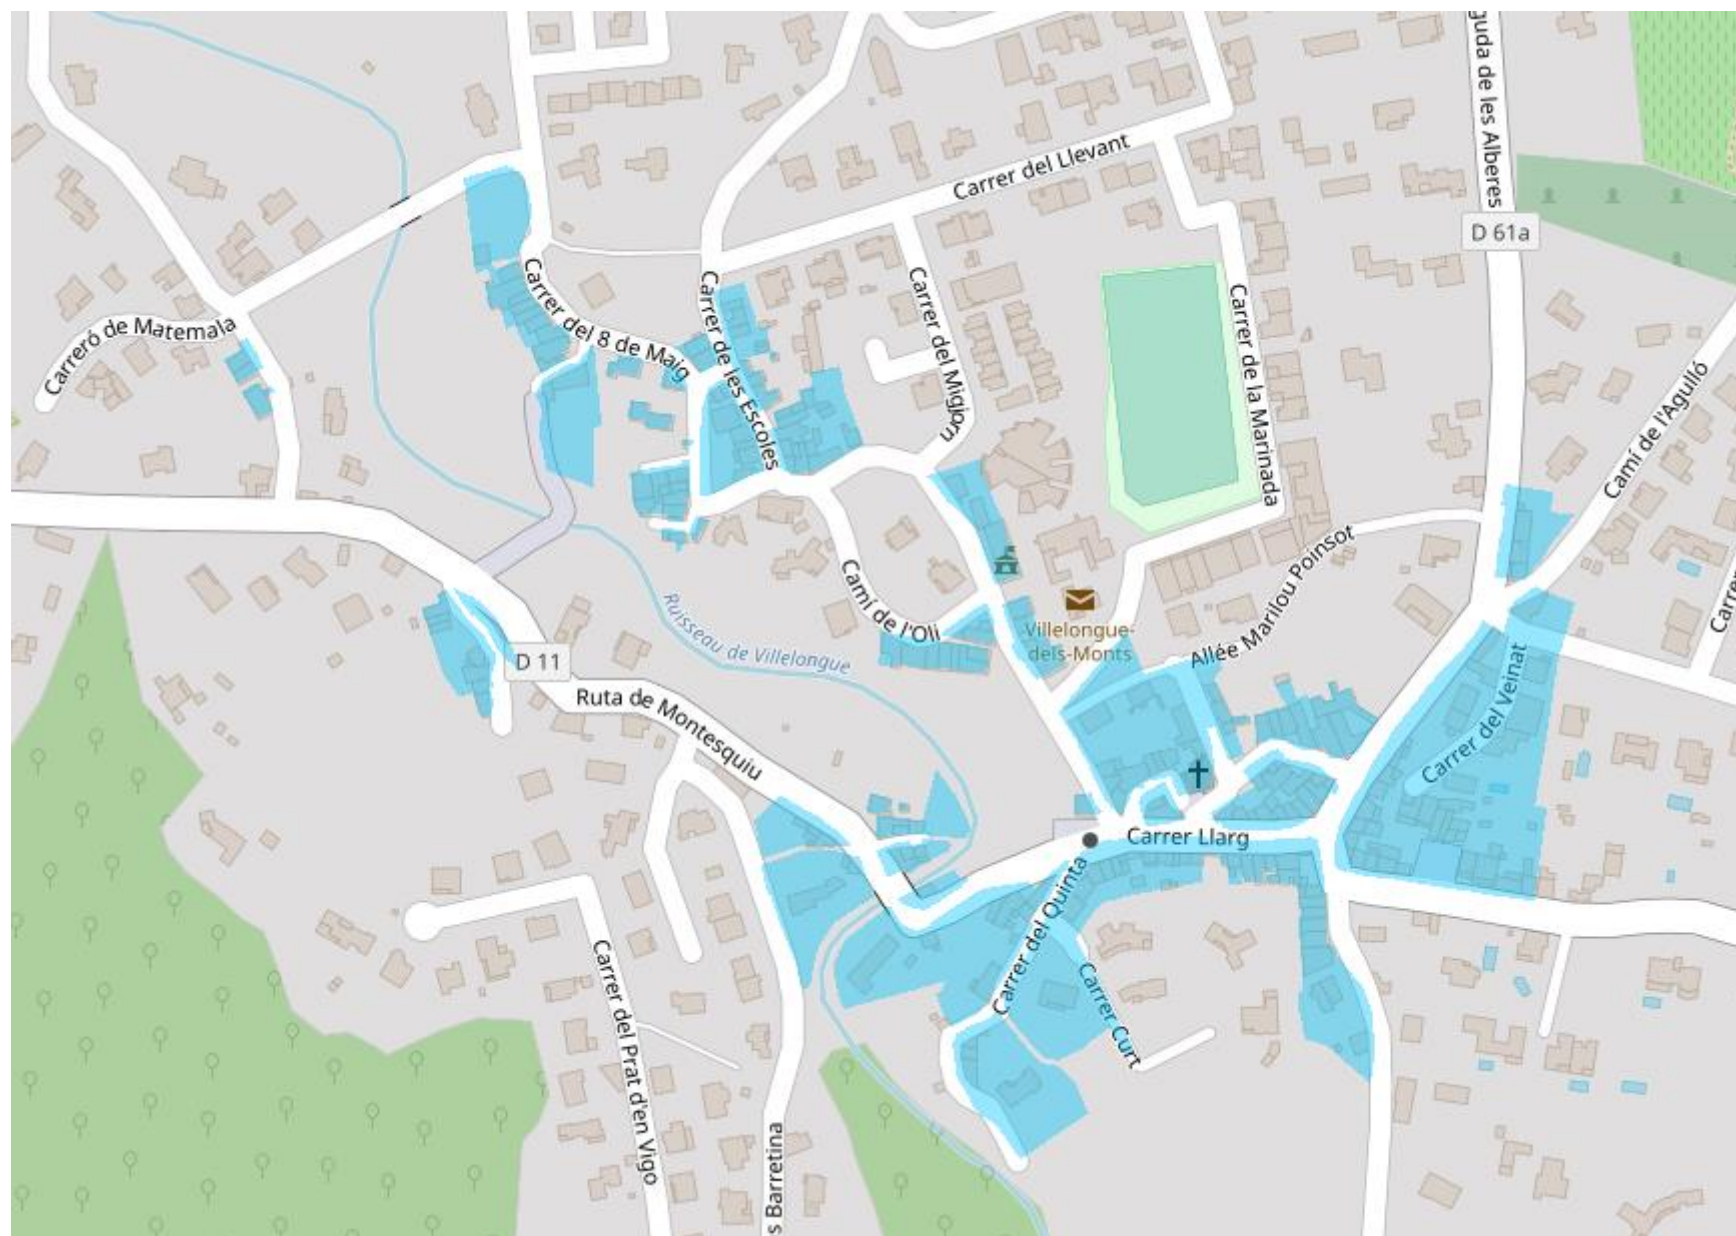 guda de les Alberes
Carrer del Llevant
D 61a
Carreró de Matemala
Carrer del 8 de Maig
Carrer de les Escoles
Carrer del Migjorn
Carrer de la Marinada
Camí de l'Agulló
Camí de l'Oli
Ruisseau de Villelongue
Villelongue-
dels-Monts
Allée Marilou Poinsot
Carrer
D 11
Ruta de Montesquiu
Carrer del Veinat
Carrer Llarg
Carrer del Quinta
Carrer Curt
Carrer del Prat d'en Vigo
s Barretina